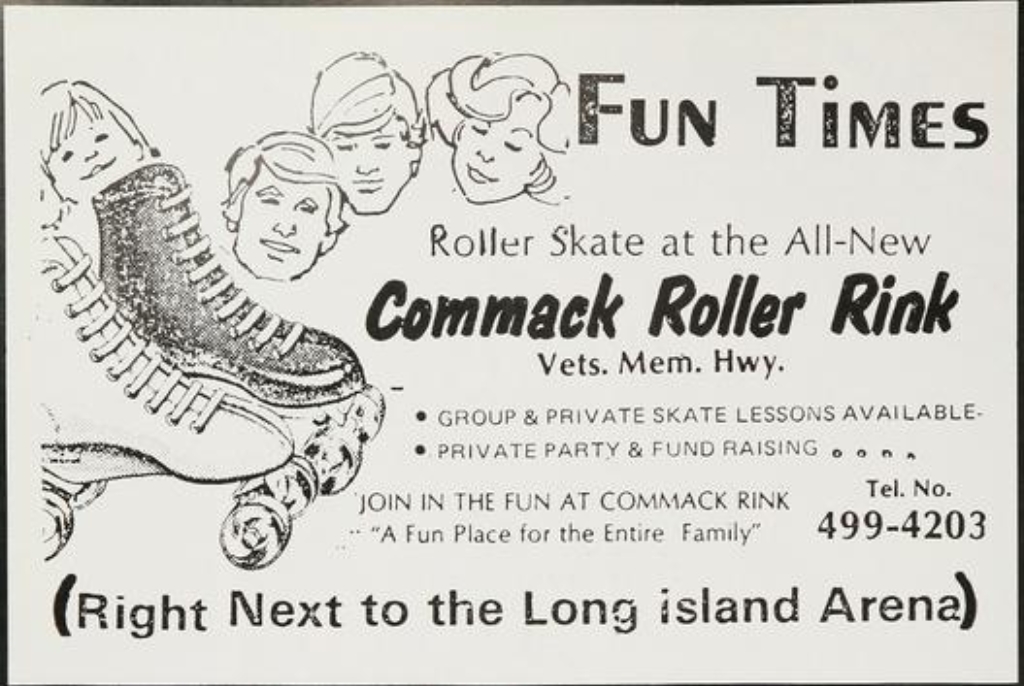 FUN TiMES
Roller Skate at the All-New
Commack Roller Rink
Vets. Mem. Hwy.
• GROUP & PRIVATE SKATE LESSONS AVAILABLE-
• PRIVATE PARTY & FUND RAISING . . . .
JOIN IN THE FUN AT COMMACK RINK
"A Fun Place for the Entire Family"
Tel. No.
499-4203
(Right Next to the Long island Arena)